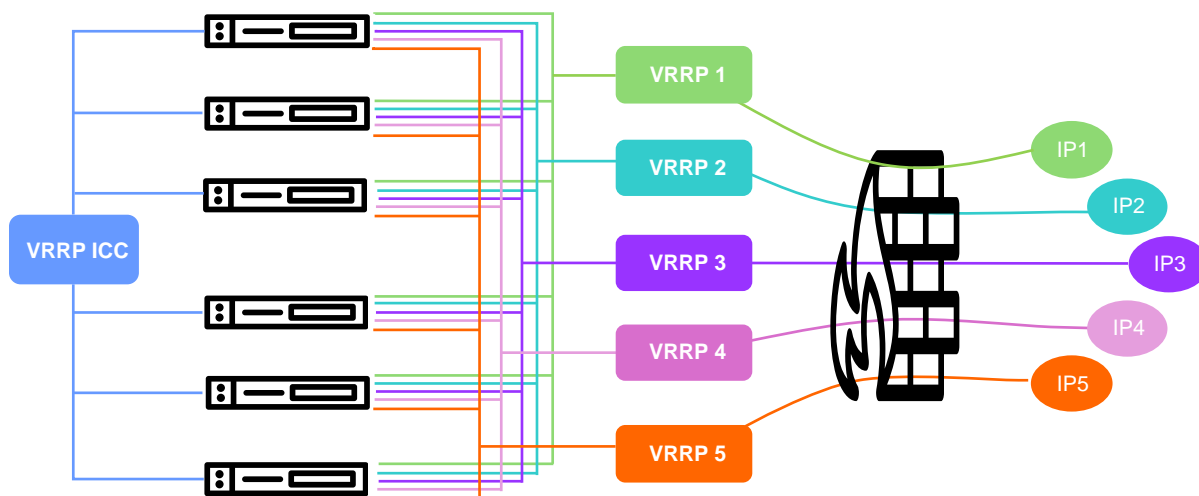 VRRP ICC
VRRP 1
VRRP 2
VRRP 3
VRRP 4
VRRP 5
IP1
IP2
IP3
IP4
IP5